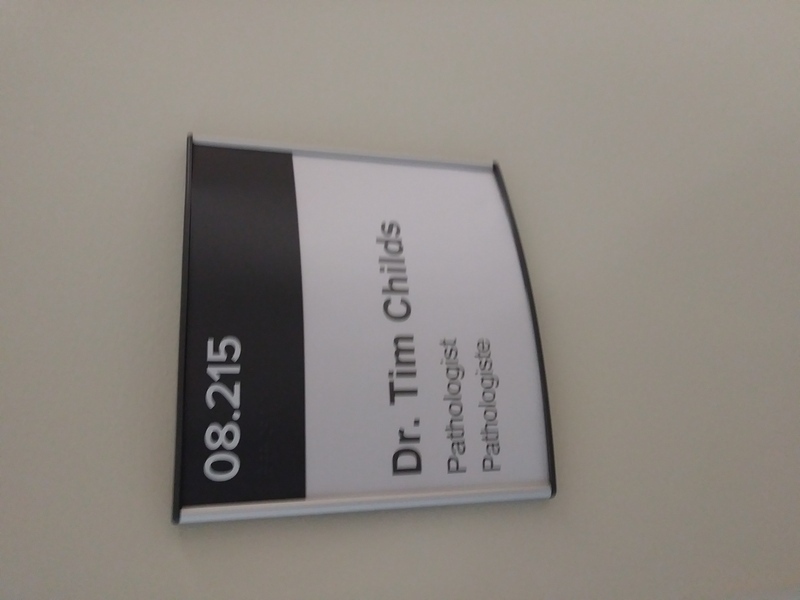 08.215
Dr. Tim Childs
Pathologist
Pathologiste